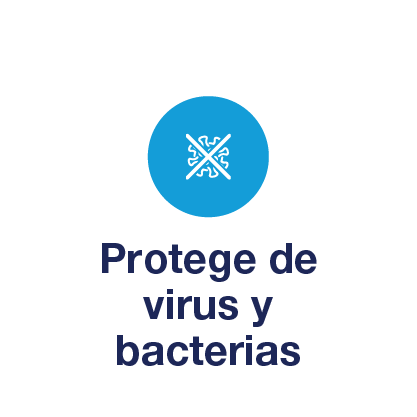 Protege de
virus y
bacterias